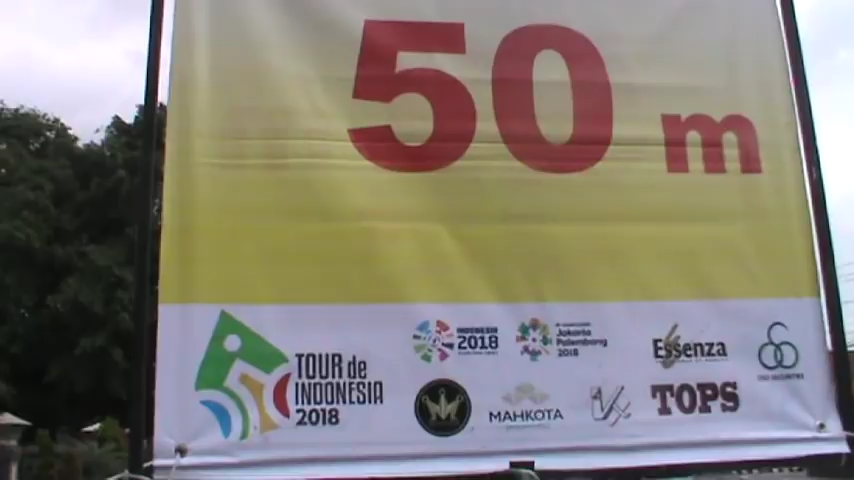 50 m
TOUR de
INDONESIA
2018
INDONESIA
2018
Jakarta
Palembang
2018
Essenza
MAHKOTA
TOPS